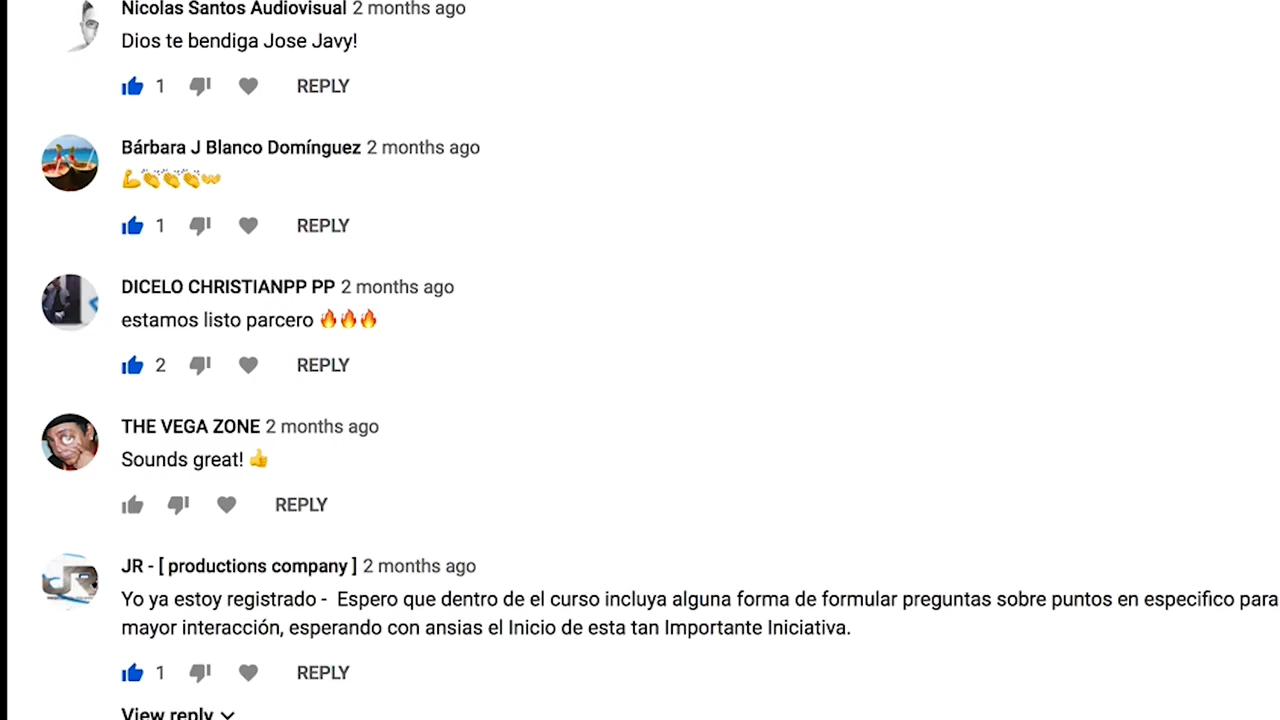 Nicolas Santos Audiovisual 2 months ago
Dios te bendiga Jose Javy!
1 REPLY
Bárbara J Blanco Domínguez 2 months ago
💪👏👏👏👐
1 REPLY
DICELO CHRISTIANPP PP 2 months ago
estamos listo parcero 🔥🔥🔥
2 REPLY
THE VEGA ZONE 2 months ago
Sounds great! 👍
REPLY
JR - [ productions company ] 2 months ago
Yo ya estoy registrado - Espero que dentro de el curso incluya alguna forma de formular preguntas sobre puntos en especifico para
mayor interacción, esperando con ansias el Inicio de esta tan Importante Iniciativa.
1 REPLY
View reply